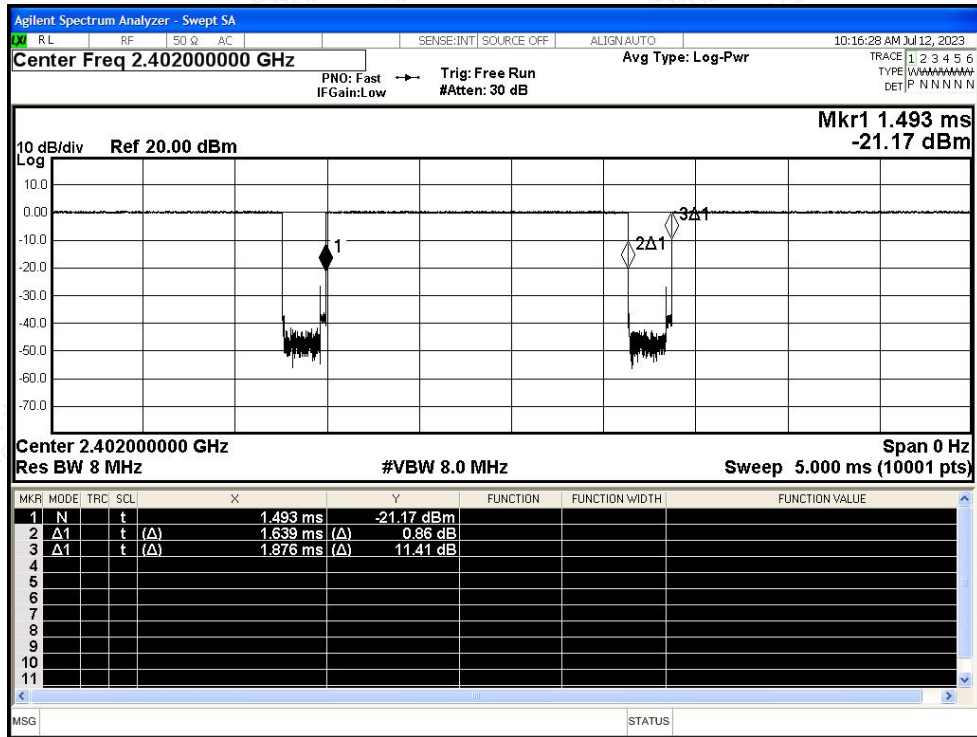 Agilent Spectrum Analyzer - Swept SA
LXI RL RF 50 Ω AC SENSE:INT SOURCE OFF ALIGN AUTO 10:16:28 AM Jul 12, 2023
Center Freq 2.402000000 GHz
PNO: Fast
IFGain:Low
Trig: Free Run
#Atten: 30 dB
Avg Type: Log-Pwr
TRACE 1 2 3 4 5 6
TYPE W
DET P N N N N N
Mkr1 1.493 ms
-21.17 dBm
10 dB/div Ref 20.00 dBm
Log
10.0
0.00
-10.0
-20.0
-30.0
-40.0
-50.0
-60.0
-70.0
1
2Δ1
3Δ1
Center 2.402000000 GHz Span 0 Hz
Res BW 8 MHz #VBW 8.0 MHz Sweep 5.000 ms (10001 pts)
MKR MODE TRC SCL X Y FUNCTION FUNCTION WIDTH FUNCTION VALUE
1 N t 1.493 ms -21.17 dBm
2 Δ1 t (Δ) 1.639 ms (Δ) 0.86 dB
3 Δ1 t (Δ) 1.876 ms (Δ) 11.41 dB
4
5
6
7
8
9
10
11
MSG STATUS